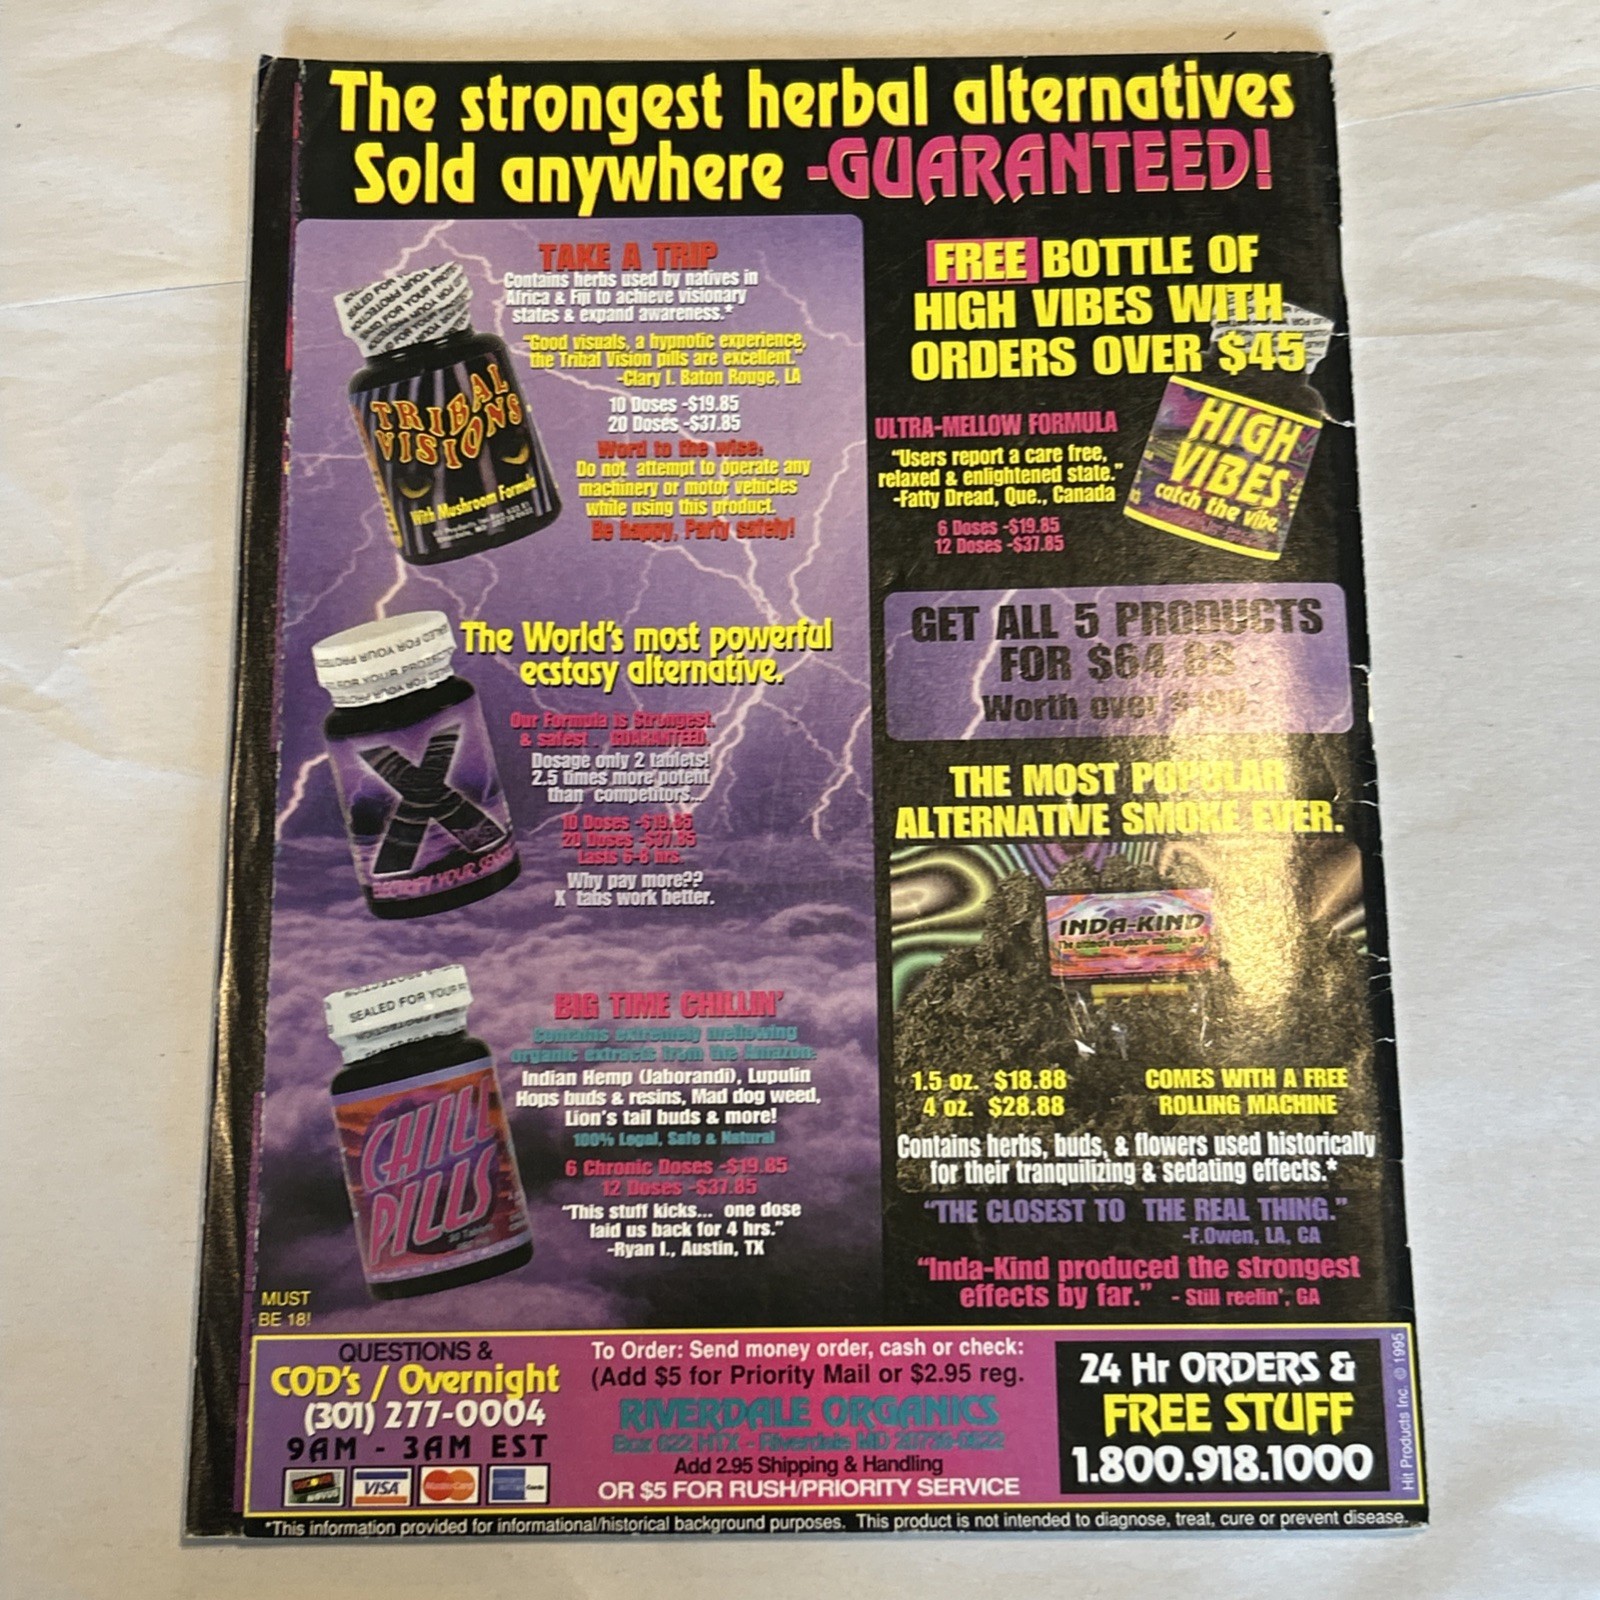 The strongest herbal alternatives
Sold anywhere -GUARANTEED!
TAKE A TRIP
Contains herbs used by natives in
Africa & Fiji to achieve visionary
states & expand awareness.*
"Good visuals, a hypnotic experience,
the Tribal Vision pills are excellent."
-Clary I. Baton Rouge, LA
10 Doses -$19.85
20 Doses -$37.85
Word to the wise:
Do not attempt to operate any
machinery or motor vehicles
while using this product.
Be happy, Party safely!
TRIBAL
VISIONS
With Mushroom Formula
The World's most powerful
ecstasy alternative.
Our Formula is Strongest.
& safest . GUARANTEED.
Dosage only 2 tablets!
2.5 times more potent
than competitors...
10 Doses -$19.85
20 Doses -$37.85
Lasts 6-8 hrs.
Why pay more??
X tabs work better.
X
YOUR
BIG TIME CHILLIN'
Contains extremely mellowing
organic extracts from the Amazon:
Indian Hemp (Jaborandi), Lupulin
Hops buds & resins, Mad dog weed,
Lion's tail buds & more!
100% Legal, Safe & Natural
6 Chronic Doses -$19.85
12 Doses -$37.85
"This stuff kicks... one dose
laid us back for 4 hrs."
-Ryan I., Austin, TX
SEALED FOR YOUR
CHILL
PILLS
MUST
BE 18!
FREE BOTTLE OF
HIGH VIBES WITH
ORDERS OVER $45
ULTRA-MELLOW FORMULA
"Users report a care free,
relaxed & enlightened state."
-Fatty Dread, Que., Canada
6 Doses -$19.85
12 Doses -$37.85
HIGH
VIBES
catch the vibe.
GET ALL 5 PRODUCTS
FOR
Worth over
THE MOST POPULAR
ALTERNATIVE SMOKE EVER.
INDA-KIND
The ultimate euphoric smoking mix
1.5 oz. $18.88
4 oz. $28.88
COMES WITH A FREE
ROLLING MACHINE
Contains herbs, buds, & flowers used historically
for their tranquilizing & sedating effects.*
"THE CLOSEST TO THE REAL THING."
-F.Owen, LA, CA
"Inda-Kind produced the strongest
effects by far." - Still reelin', GA
QUESTIONS &
COD's / Overnight
(301) 277-0004
9AM - 3AM EST
VISA
MasterCard
To Order: Send money order, cash or check:
(Add $5 for Priority Mail or $2.95 reg.
RIVERDALE ORGANICS
Box 622 HTX - Riverdale MD 20738-0622
Add 2.95 Shipping & Handling
OR $5 FOR RUSH/PRIORITY SERVICE
24 Hr ORDERS &
FREE STUFF
1.800.918.1000
Hit Products Inc. © 1995
*This information provided for informational/historical background purposes. This product is not intended to diagnose, treat, cure or prevent disease.